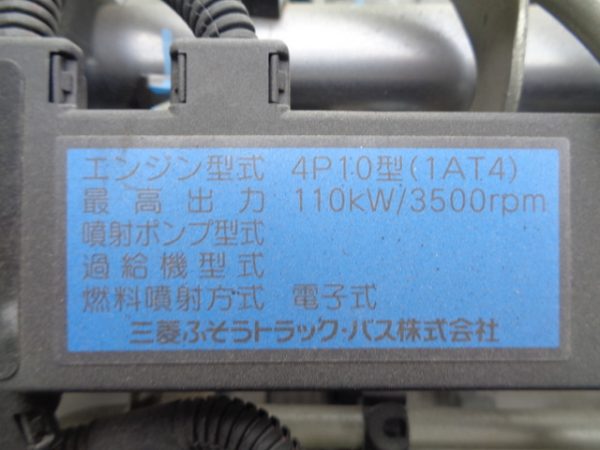 エンジン型式 4P10型(1AT4)
最高出力 110kW/3500rpm
噴射ポンプ型式
過給機型式
燃料噴射方式 電子式
三菱ふそうトラック・バス株式会社